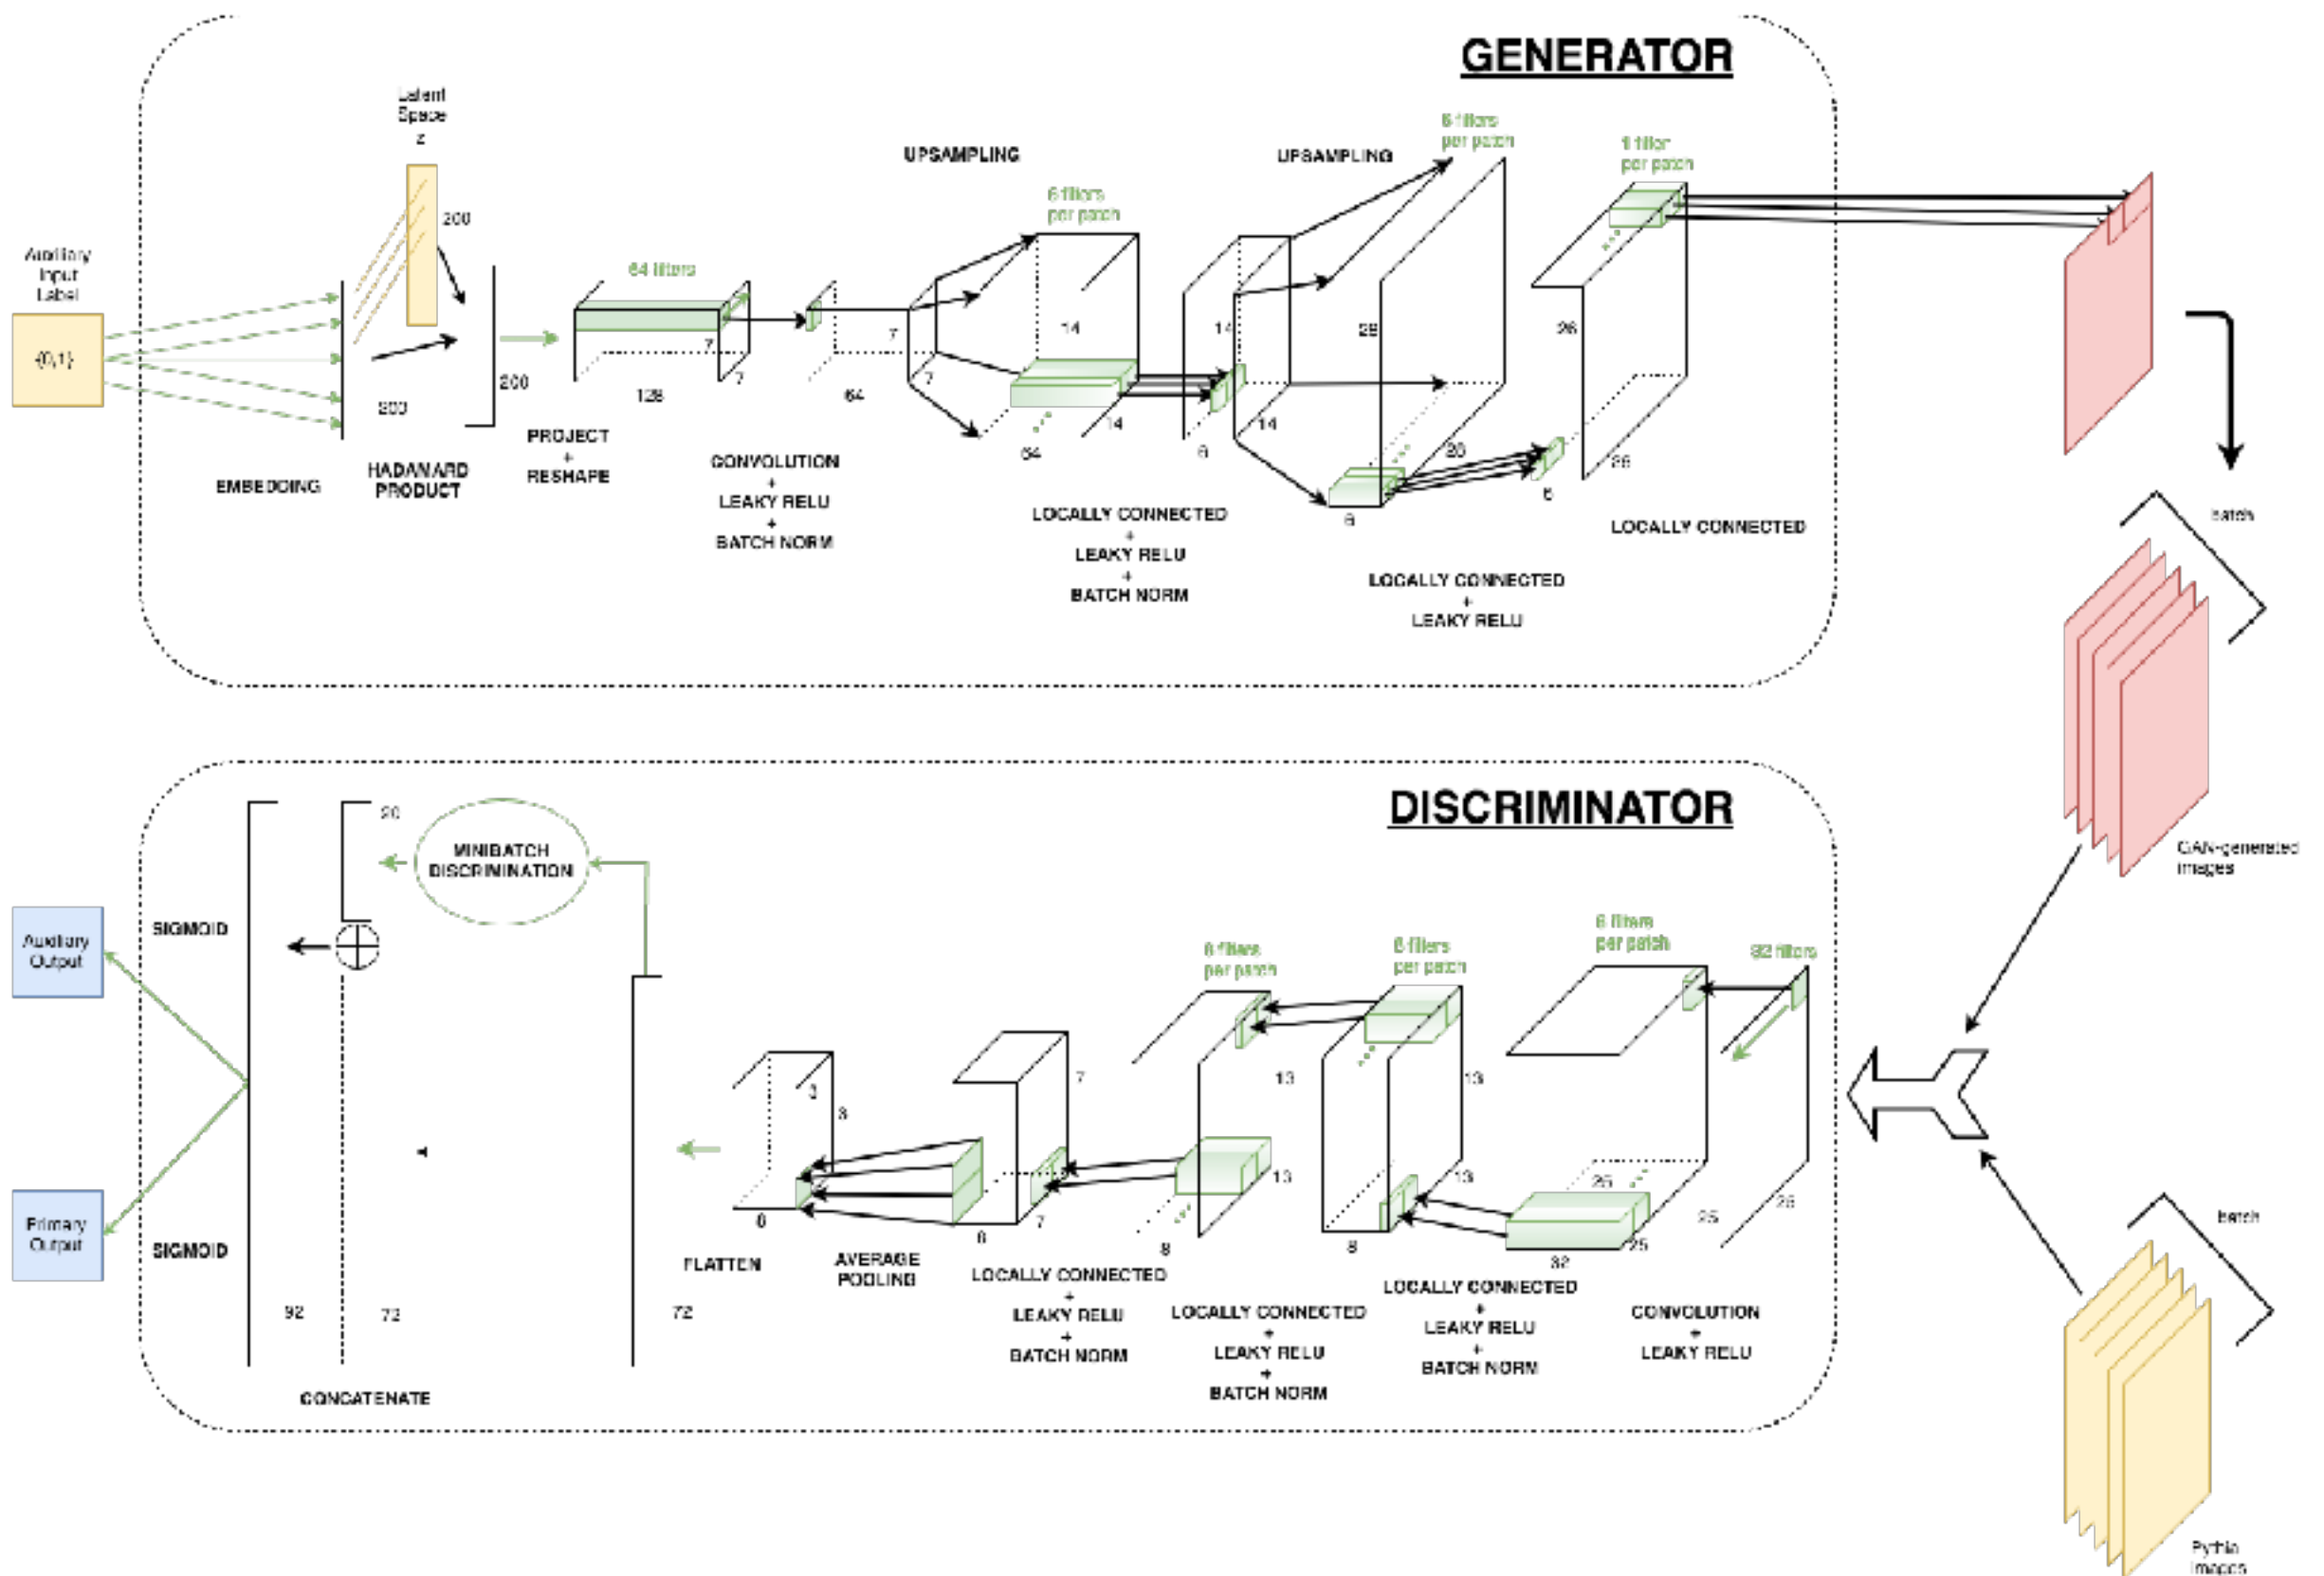 GENERATOR
Latent
Space
z
200
Auxiliary
Input
Label
{0,1}
EMBEDDING
200
HADAMARD
PRODUCT
200
PROJECT
+
RESHAPE
64 filters
7
7
128
CONVOLUTION
+
LEAKY RELU
+
BATCH NORM
7
7
64
UPSAMPLING
6 filters
per patch
14
14
64
LOCALLY CONNECTED
+
LEAKY RELU
+
BATCH NORM
14
14
6
UPSAMPLING
6 filters
per patch
28
28
6
LOCALLY CONNECTED
+
LEAKY RELU
1 filter
per patch
26
26
6
LOCALLY CONNECTED
batch
GAN-generated
images
DISCRIMINATOR
20
MINIBATCH
DISCRIMINATION
SIGMOID
Auxiliary
Output
Primary
Output
SIGMOID
92
72
CONCATENATE
72
FLATTEN
3
3
8
AVERAGE
POOLING
7
7
8
LOCALLY CONNECTED
+
LEAKY RELU
+
BATCH NORM
8 filters
per patch
13
13
8
LOCALLY CONNECTED
+
LEAKY RELU
+
BATCH NORM
8 filters
per patch
13
13
8
LOCALLY CONNECTED
+
LEAKY RELU
+
BATCH NORM
per patch
32 filters
25
25
25
25
32
CONVOLUTION
+
LEAKY RELU
batch
Pythia
images